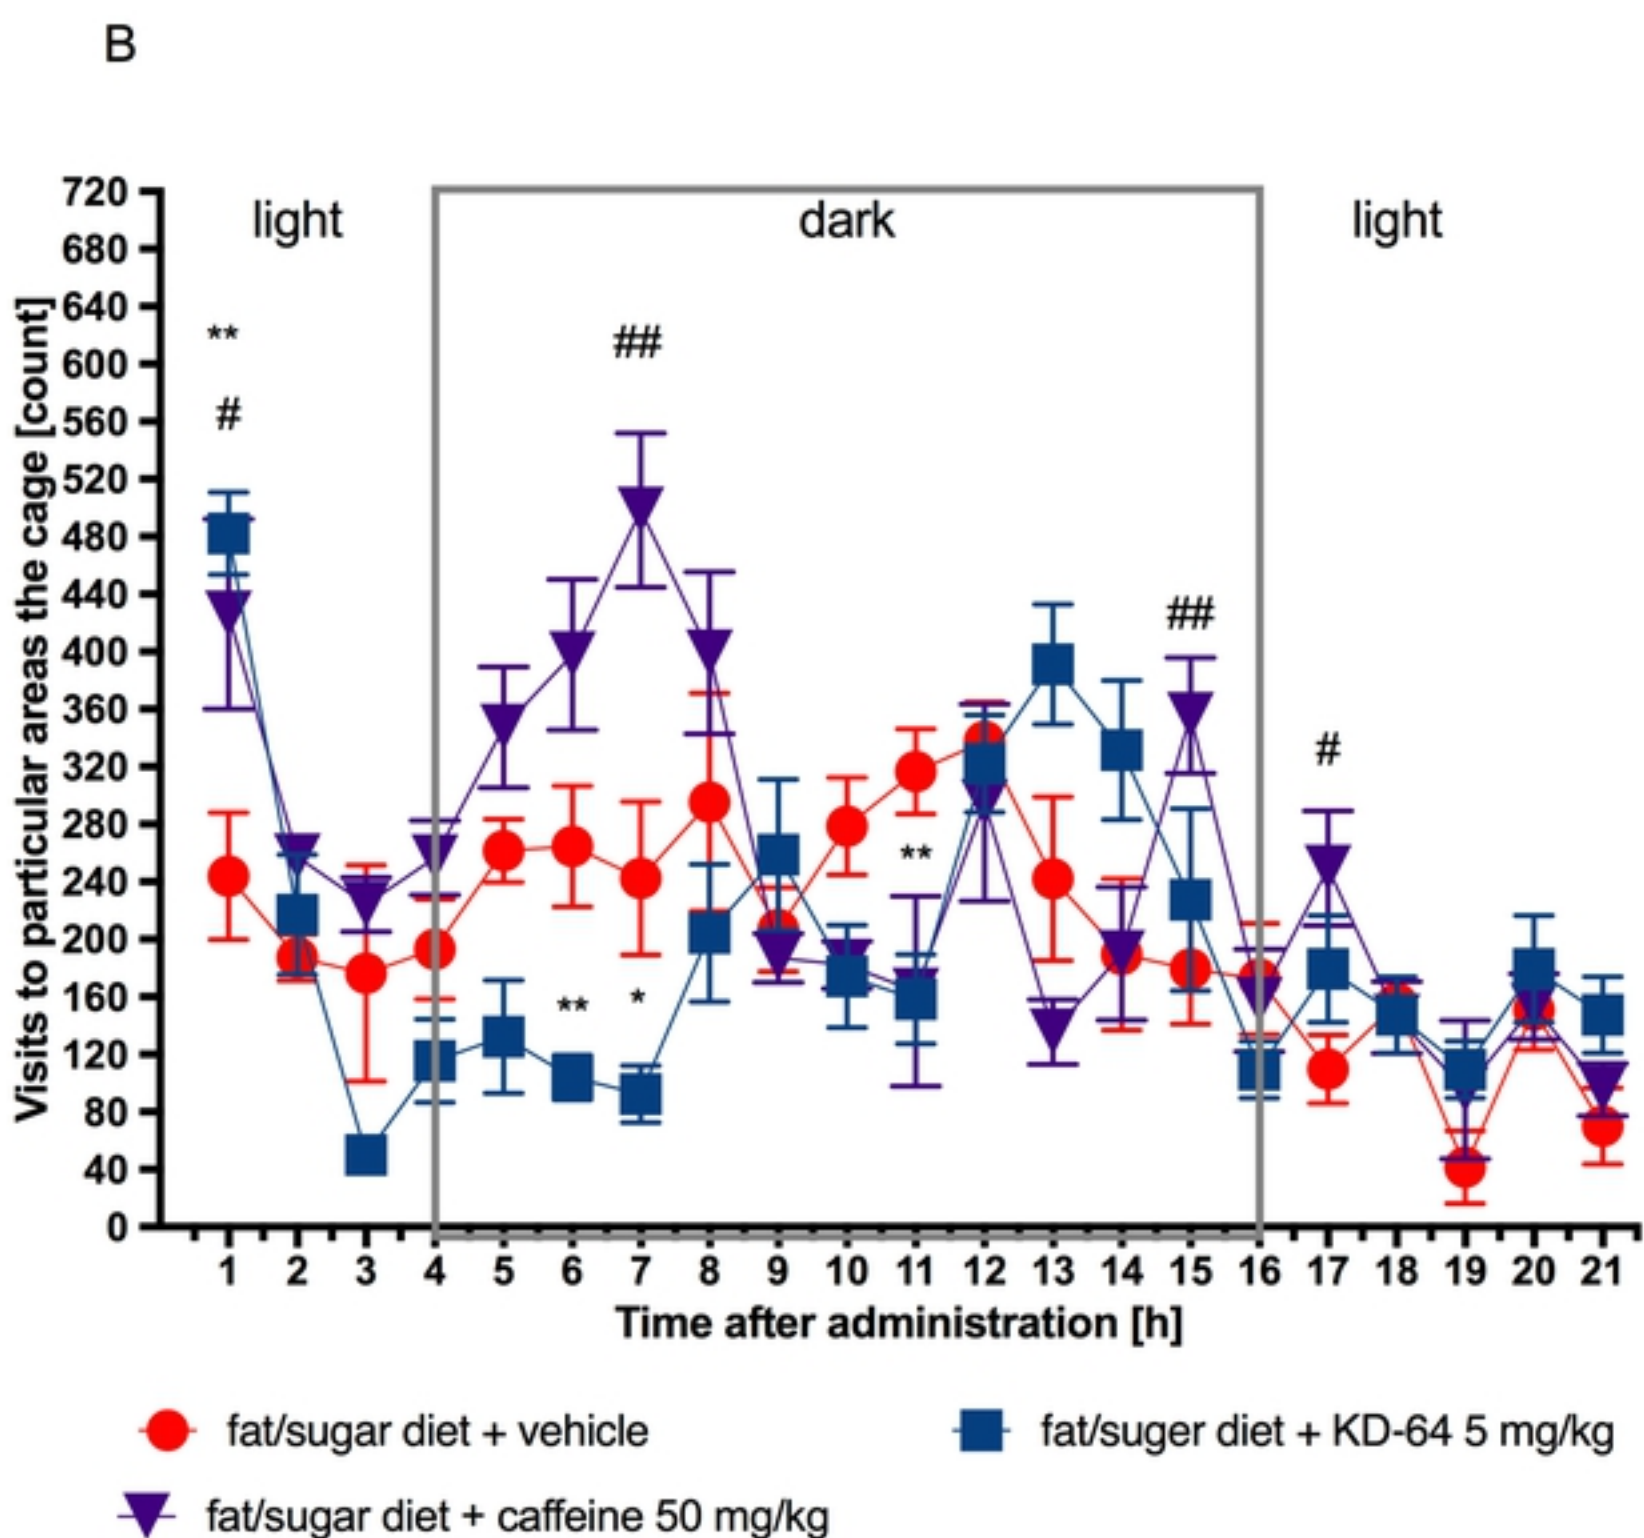 B
720
light
dark
light
680
640
**
##
600
#
560
520
480
440
##
400
360
#
320
280
**
240
200
160
** *
120
80
40
0
1 2 3 4 5 6 7 8 9 10 11 12 13 14 15 16 17 18 19 20 21
Visits to particular areas the cage [count]
Time after administration [h]
fat/sugar diet + vehicle
fat/suger diet + KD-64 5 mg/kg
fat/sugar diet + caffeine 50 mg/kg